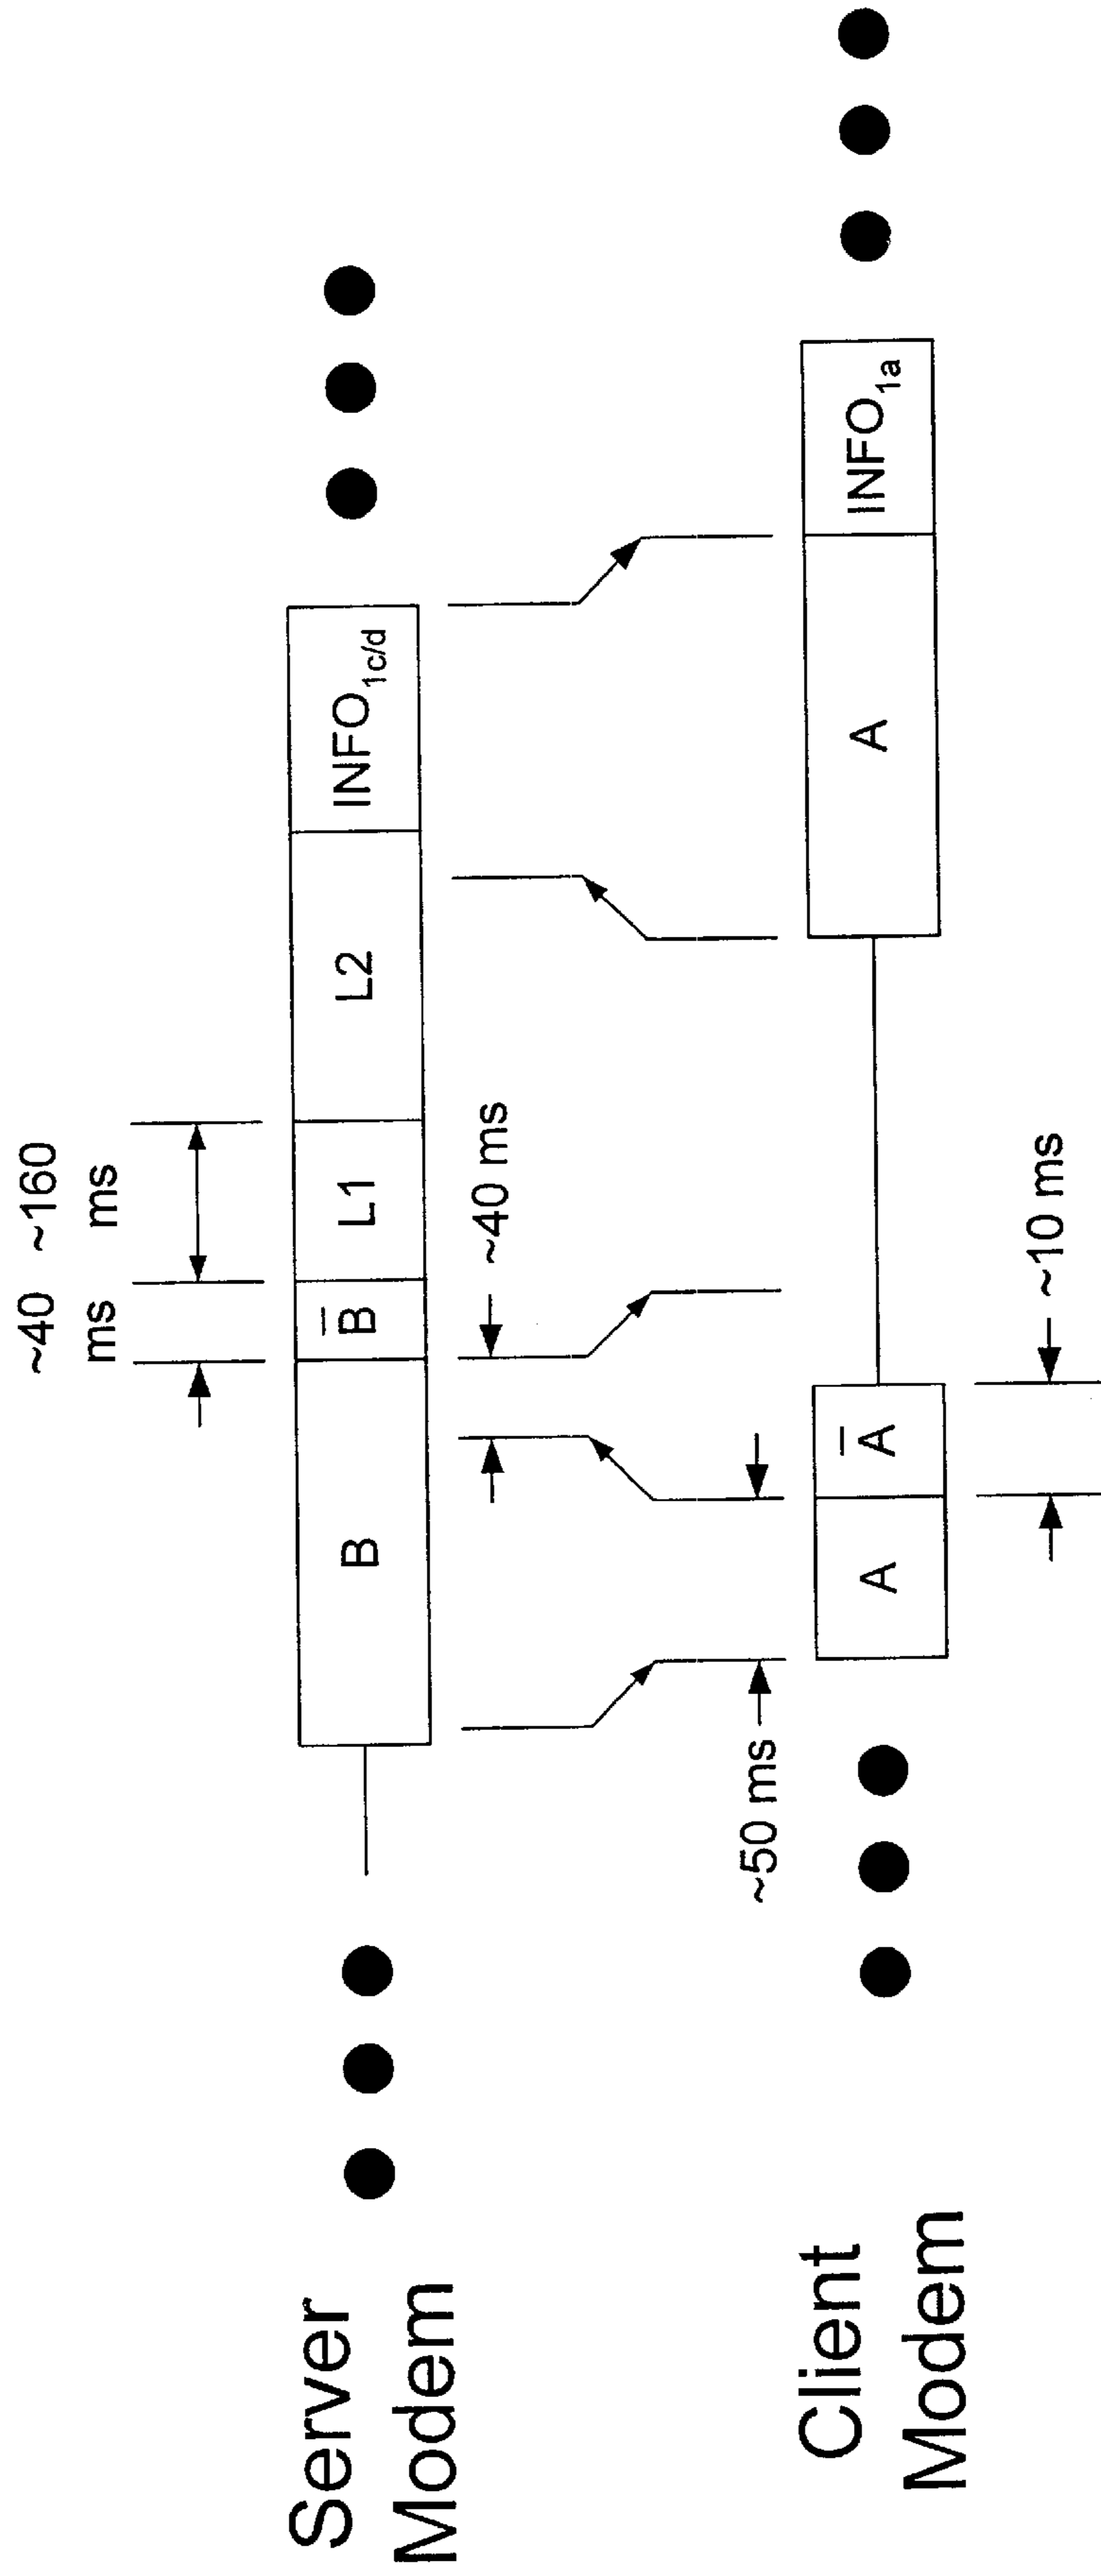 ~40 ~160
ms ms
Server
Modem
B
B̅
L1
L2
INFO1c/d
~40 ms
~50 ms
Client
Modem
A
A̅
A
INFO1a
~10 ms